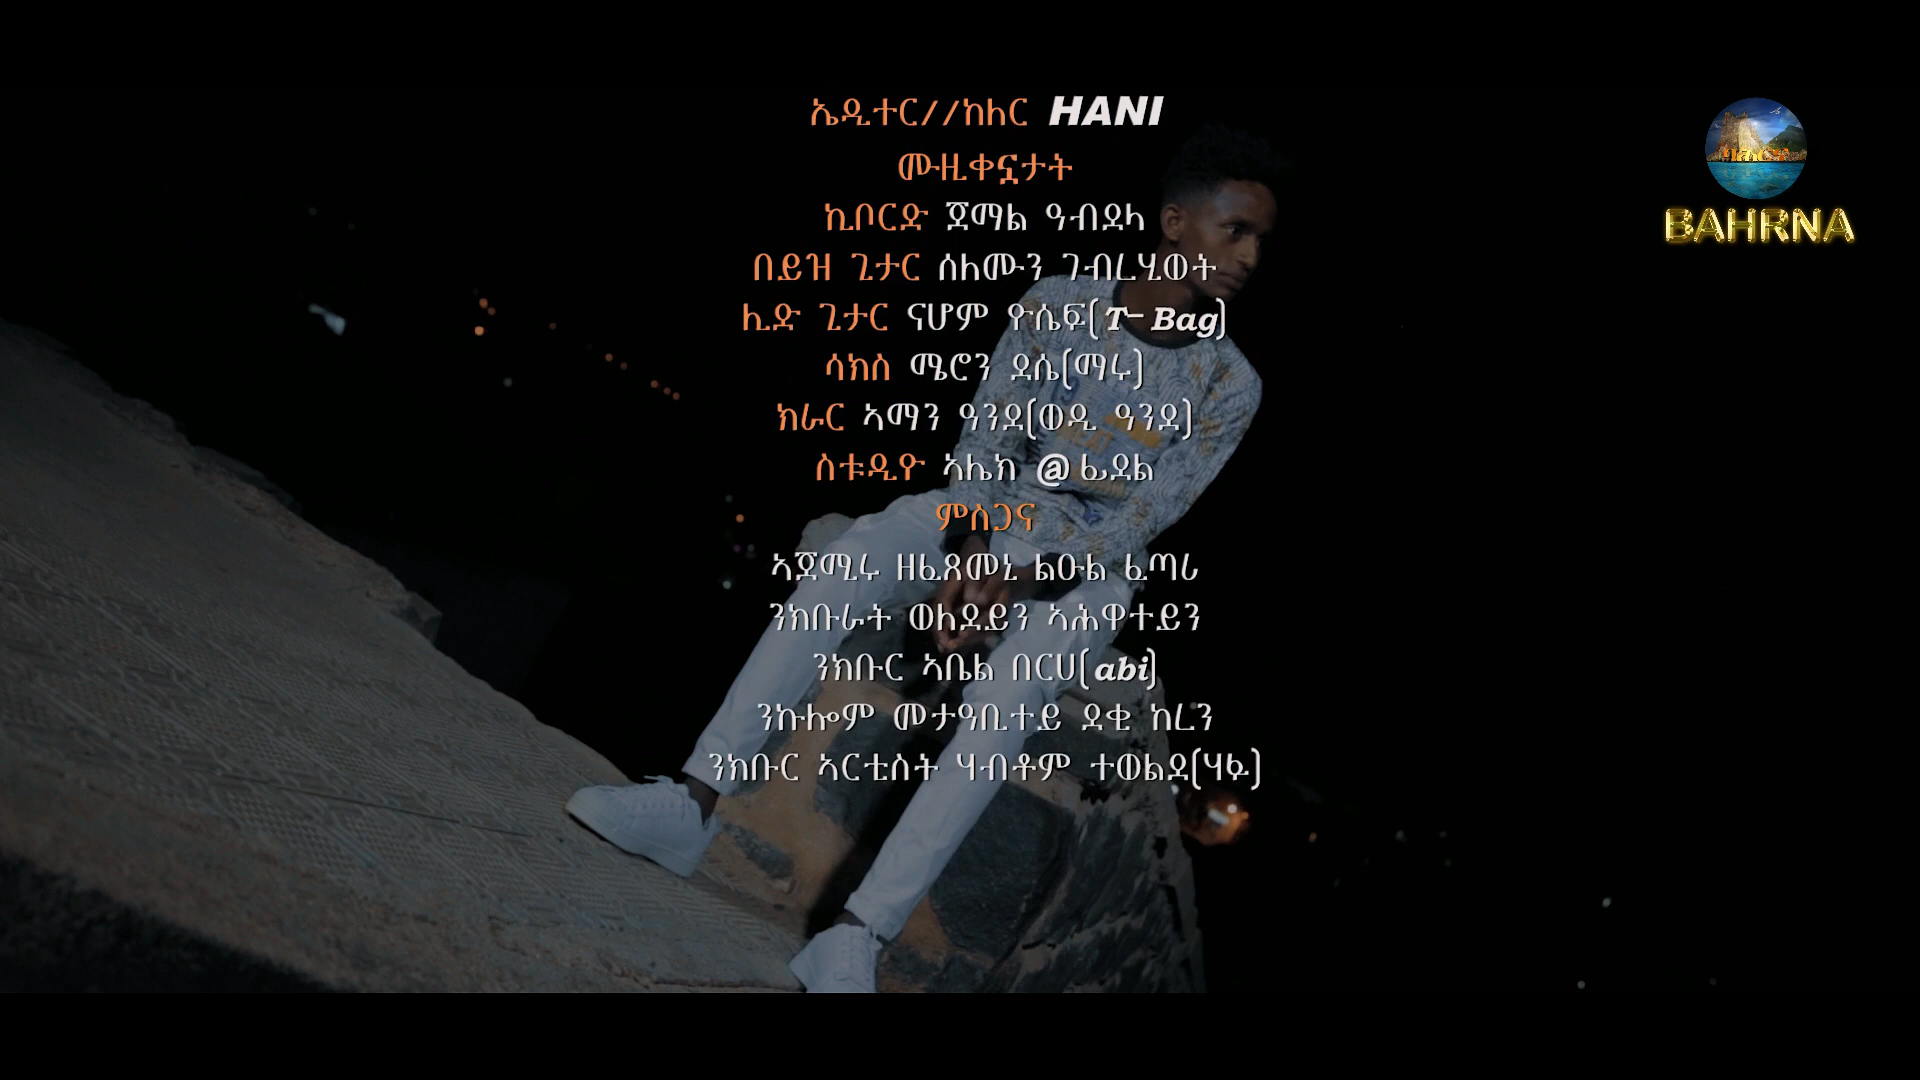 ኤዲተር//ከለር HANI
ሙዚቀኛታት
ኪቦርድ ጀማል ዓብደላ
በይዝ ጊታር ሰለሙን ገብረሂወት
ሊድ ጊታር ናሆም ዮሴፍ(T-Bag)
ሳክስ ሜሮን ደሴ(ማሩ)
ክራር ኣማን ዓንደ(ወዲ ዓንደ)
ስቱዲዮ ኣሌክ @ ፊደል
ምስጋና
ኣጀሚሩ ዘፈጸመኒ ልዑል ፈጣሪ
ንክቡራት ወለደይን ኣሕዋተይን
ንክቡር ኣቤል በርሀ(abi)
ንኩሎም መታዓቢተይ ደቂ ከረን
ንክቡር ኣርቲስት ሃብቶም ተወልደ(ሃፉ)
BAHRNA